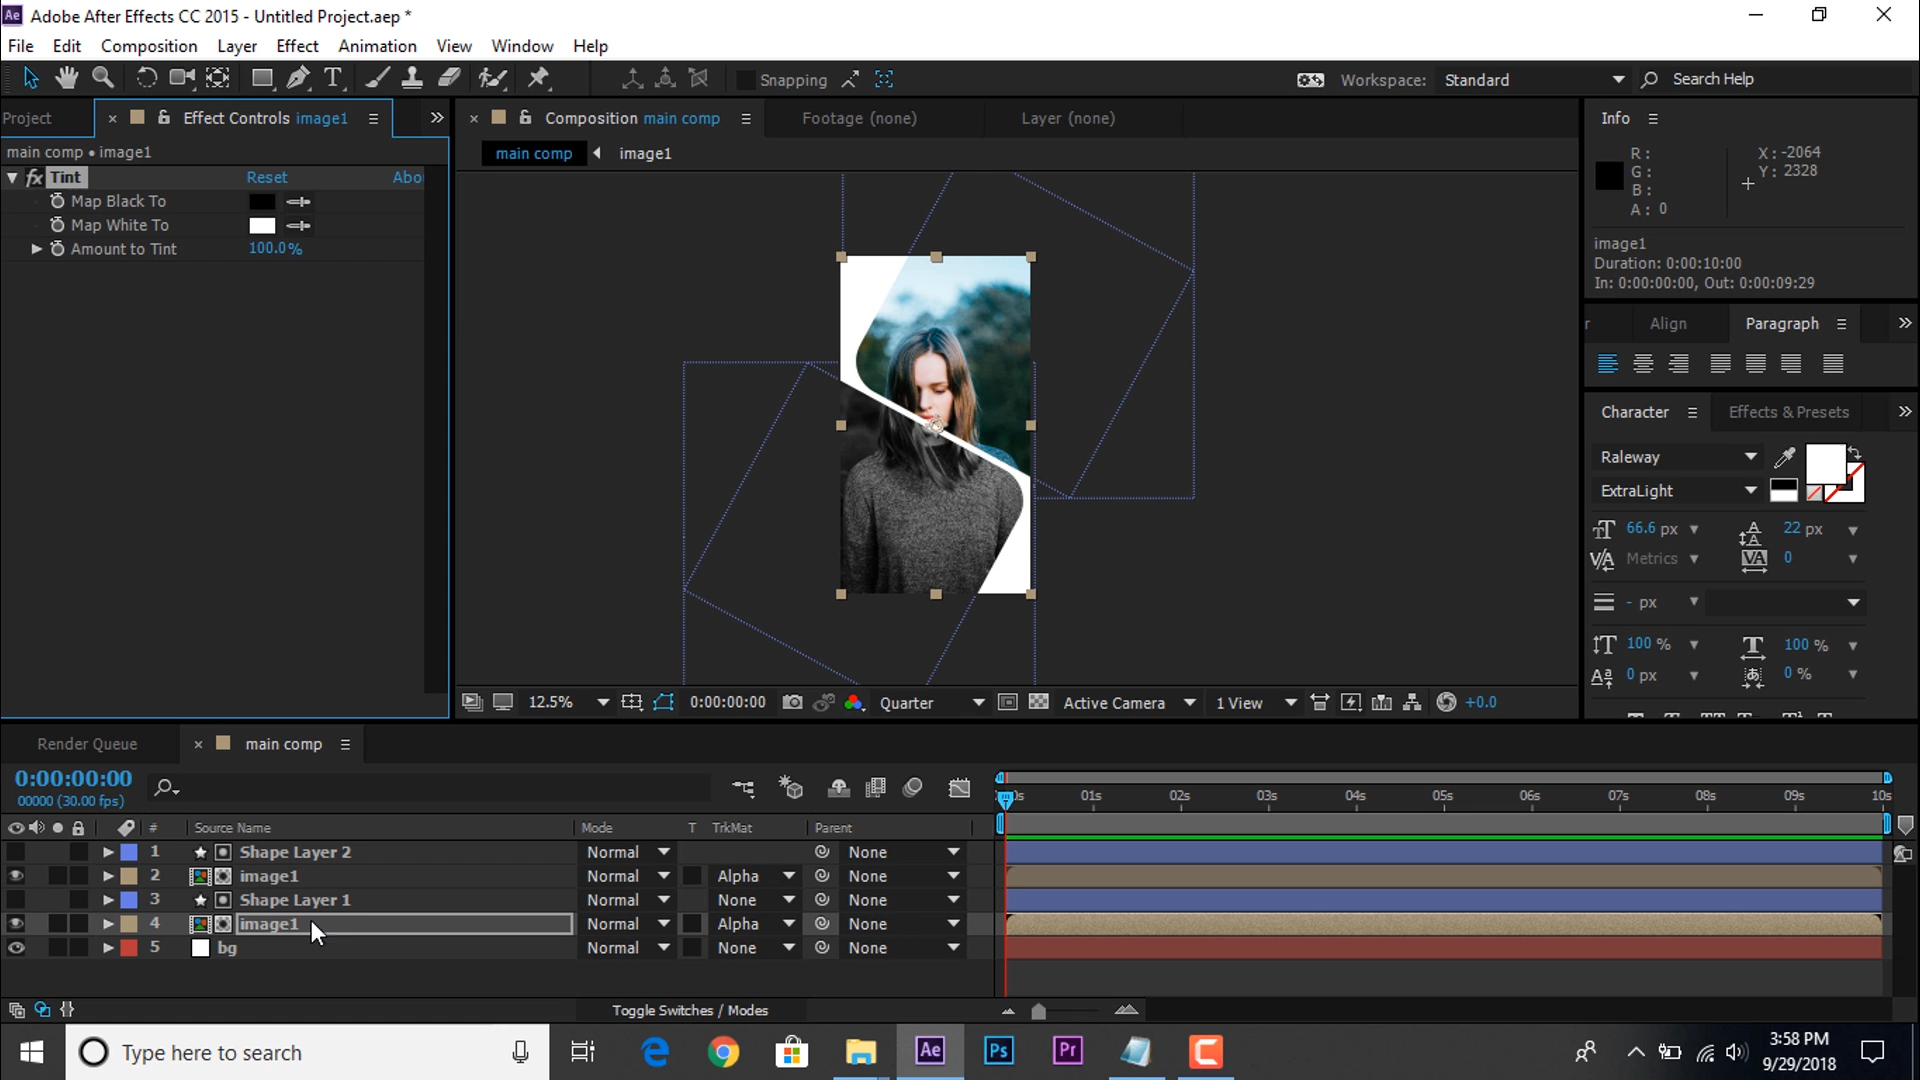 Ae Adobe After Effects CC 2015 - Untitled Project.aep *
File Edit Composition Layer Effect Animation View Window Help
Snapping
Workspace: Standard
Search Help
Project
Effect Controls image1
main comp • image1
fx Tint Reset Abo
Map Black To
Map White To
Amount to Tint 100.0%
Composition main comp
Footage (none)
Layer (none)
main comp image1
12.5% 0:00:00:00 Quarter Active Camera 1 View +0.0
Info
R: X: -2064
G: Y: 2328
B:
A: 0
image1
Duration: 0:00:10:00
In: 0:00:00:00, Out: 0:00:09:29
r Align Paragraph
Character Effects & Presets
Raleway
ExtraLight
66.6 px 22 px
Metrics 0
- px
100 % 100 %
0 px 0 %
Render Queue main comp
0:00:00:00
00000 (30.00 fps)
0s 01s 02s 03s 04s 05s 06s 07s 08s 09s 10s
# Source Name Mode T TrkMat Parent
1 Shape Layer 2 Normal None
2 image1 Normal Alpha None
3 Shape Layer 1 Normal None None
4 image1 Normal Alpha None
5 bg Normal None None
Toggle Switches / Modes
Type here to search
Ae Ps Pr
3:58 PM
9/29/2018